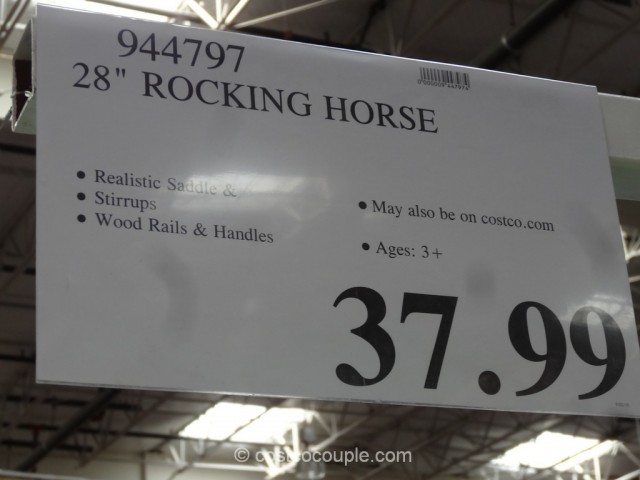 944797
28" ROCKING HORSE
• Realistic Saddle &
• Stirrups
• Wood Rails & Handles
• May also be on costco.com
• Ages: 3+
37.99
© costcocouple.com